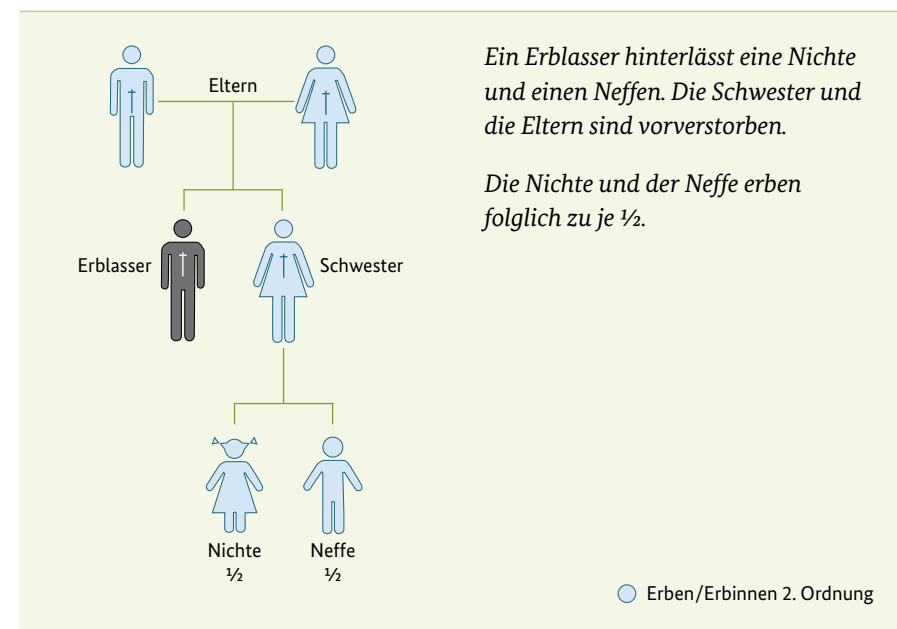 Eltern
Erblasser
Schwester
Nichte
½
Neffe
½
Ein Erblasser hinterlässt eine Nichte
und einen Neffen. Die Schwester und
die Eltern sind vorverstorben.
Die Nichte und der Neffe erben
folglich zu je ½.
Erben/Erbinnen 2. Ordnung